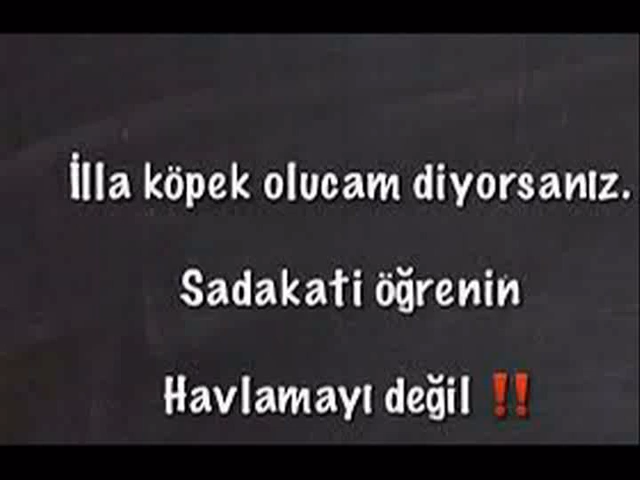 İlla köpek olucam diyorsanız.
Sadakati öğrenin
Havlamayı değil ‼️